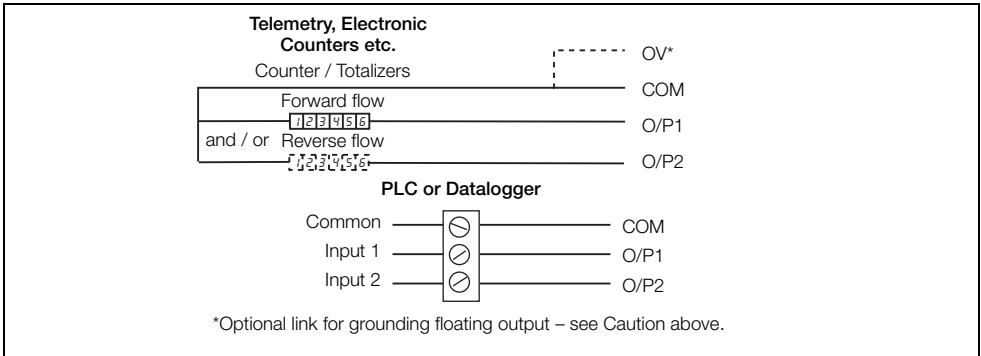 Telemetry, Electronic
Counters etc.
Counter / Totalizers
OV*
COM
Forward flow
123456
O/P1
and / or Reverse flow
123456
O/P2
PLC or Datalogger
Common COM
Input 1 O/P1
Input 2 O/P2
*Optional link for grounding floating output – see Caution above.